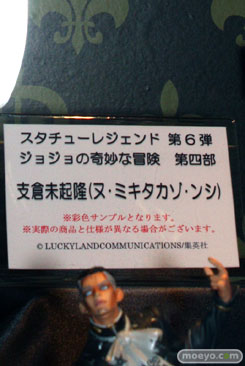 スタチューレジェンド 第6弾
ジョジョの奇妙な冒険 第四部
支倉未起隆(ヌ・ミキタカゾ・ンシ)
※彩色サンプルとなります。
※実際の商品と仕様が異なる場合がございます。
© LUCKYLANDCOMMUNICATIONS/集英社
moeyo.com